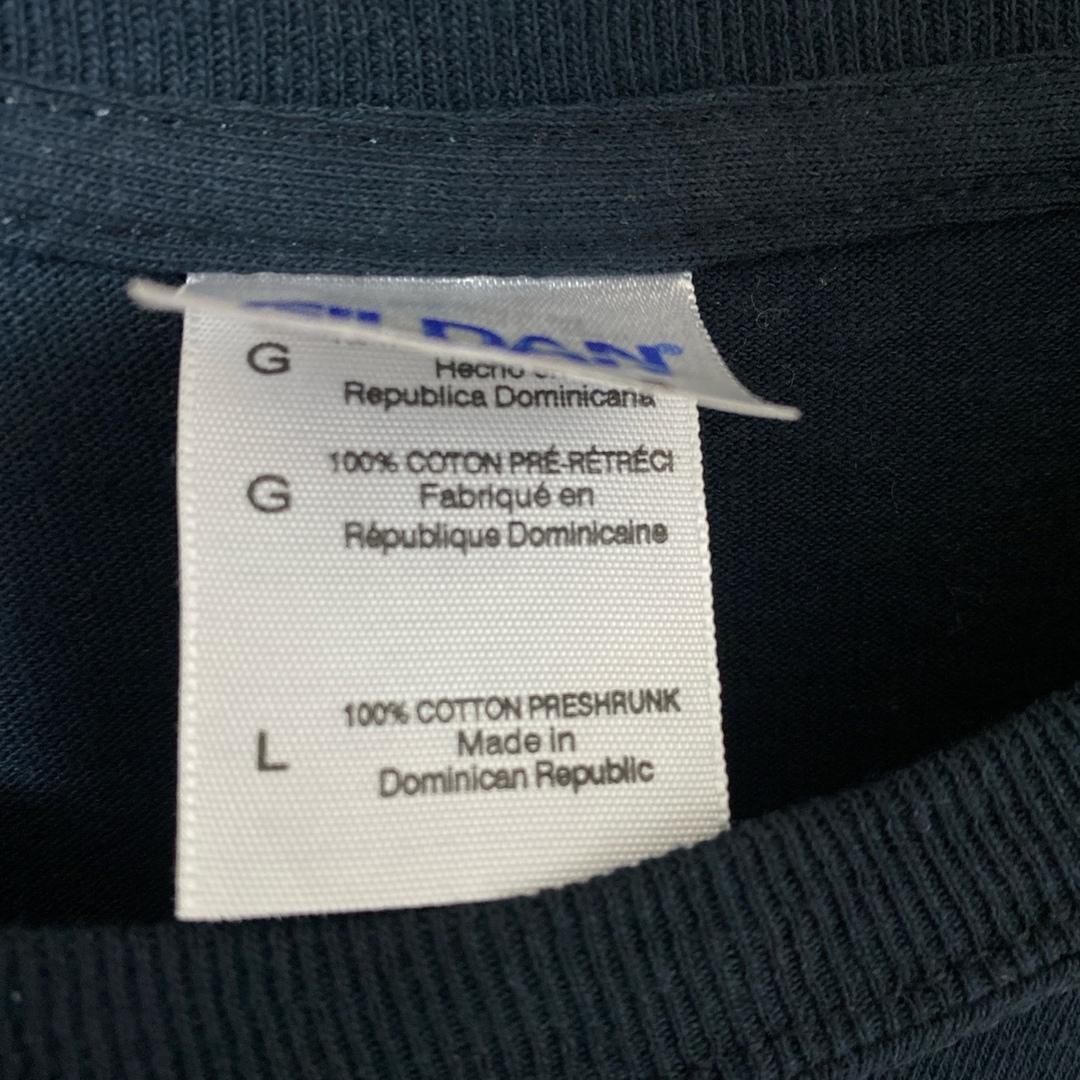 G
Republica Dominicana
100% COTON PRÉ-RÉTRÉCI
G
Fabriqué en
République Dominicaine
100% COTTON PRESHRUNK
L
Made in
Dominican Republic